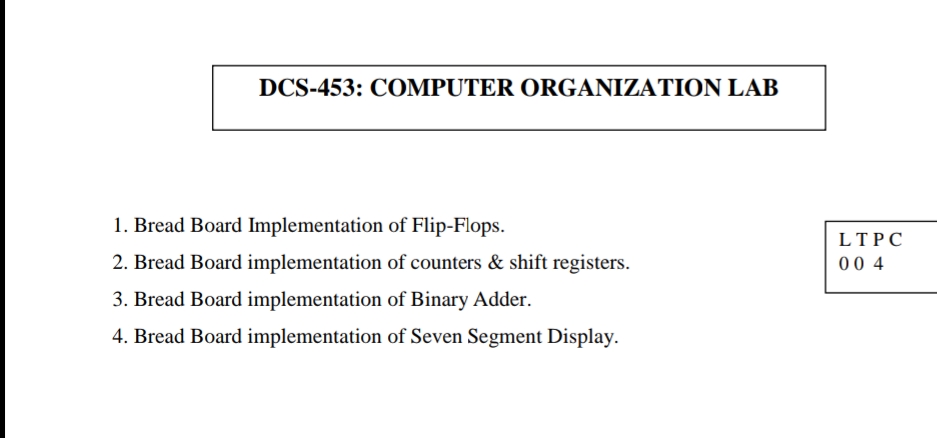 DCS-453: COMPUTER ORGANIZATION LAB
1. Bread Board Implementation of Flip-Flops.
2. Bread Board implementation of counters & shift registers.
3. Bread Board implementation of Binary Adder.
4. Bread Board implementation of Seven Segment Display.
L T P C
0 0 4